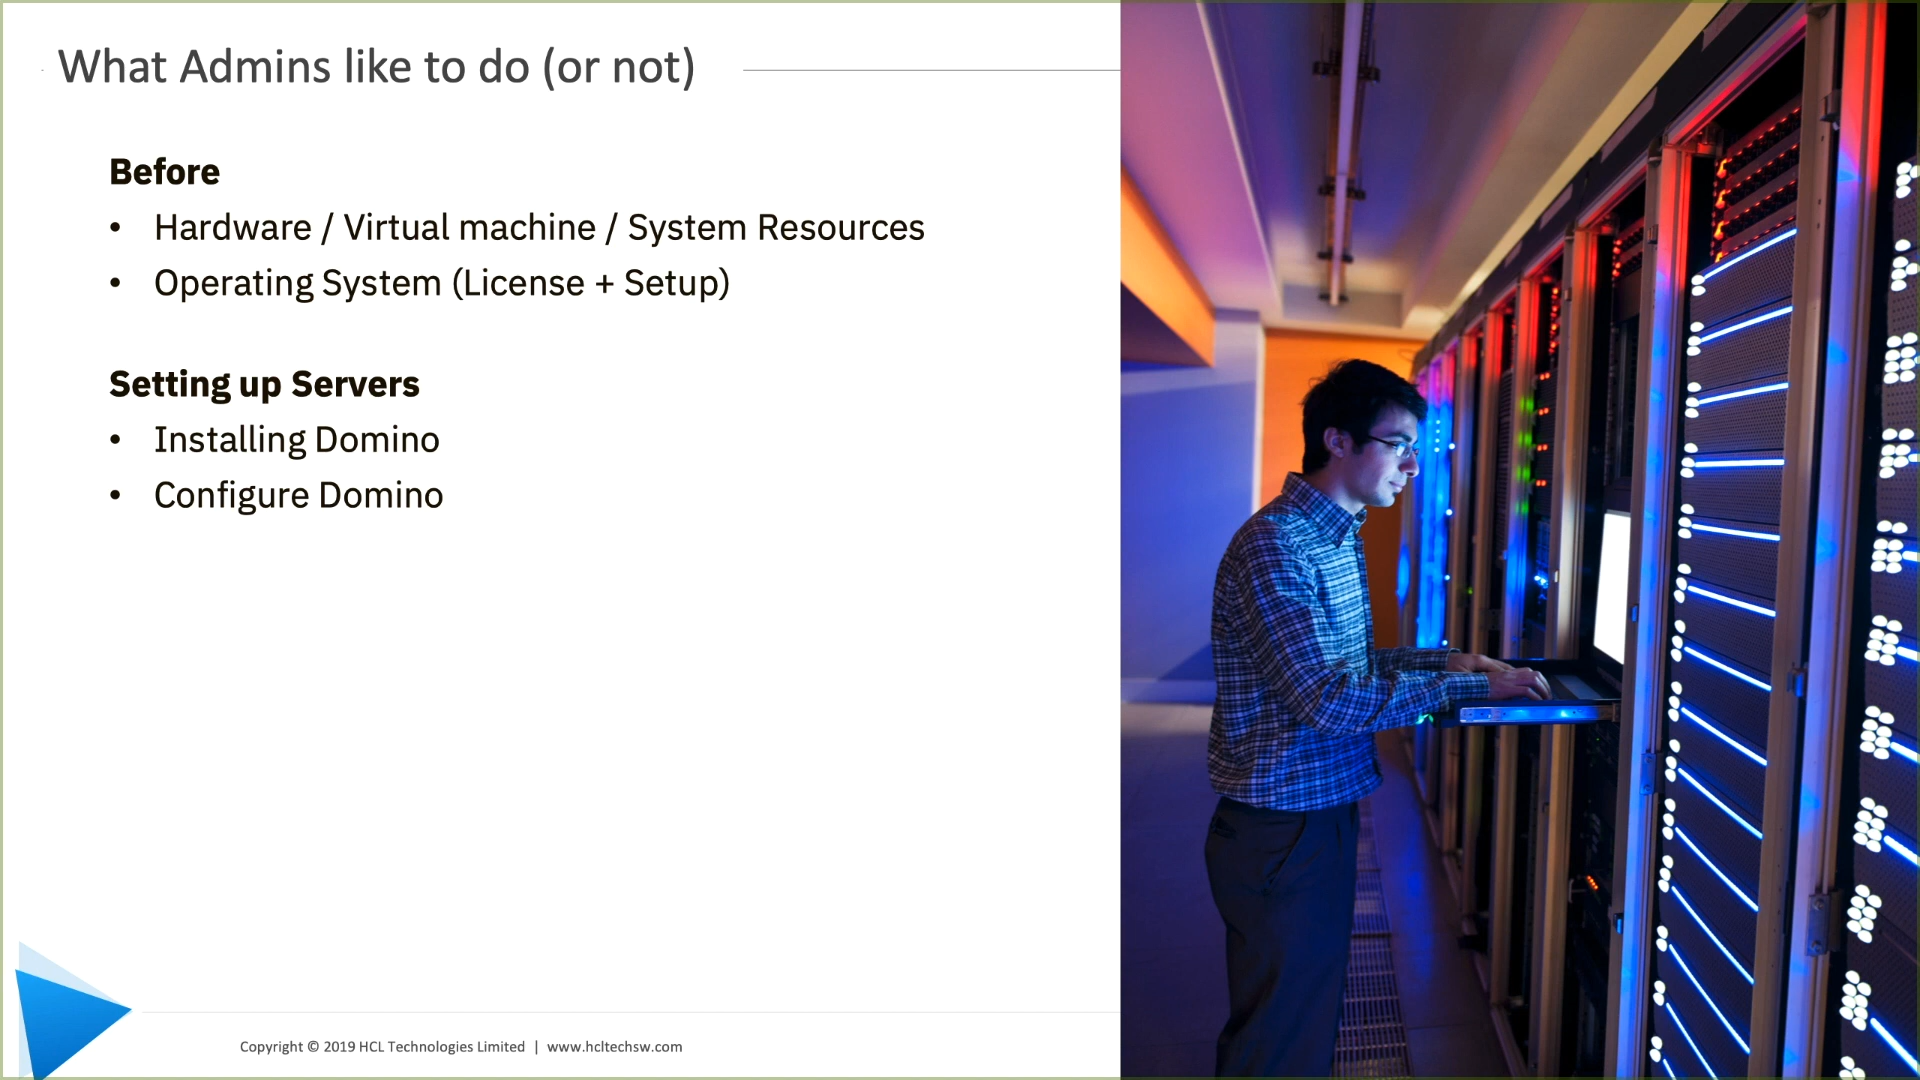 What Admins like to do (or not)
Before
• Hardware / Virtual machine / System Resources
• Operating System (License + Setup)
Setting up Servers
• Installing Domino
• Configure Domino
Copyright © 2019 HCL Technologies Limited | www.hcltechsw.com